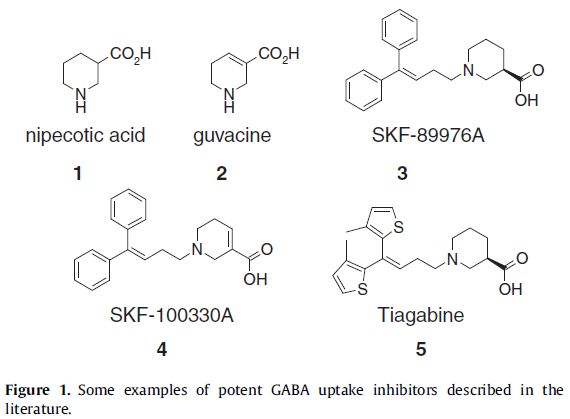 CO₂H
N
H
nipecotic acid
1
CO₂H
N
H
guvacine
2
N
O
OH
SKF-89976A
3
N
O
OH
SKF-100330A
4
S
S
N
O
OH
Tiagabine
5
Figure 1. Some examples of potent GABA uptake inhibitors described in the
literature.